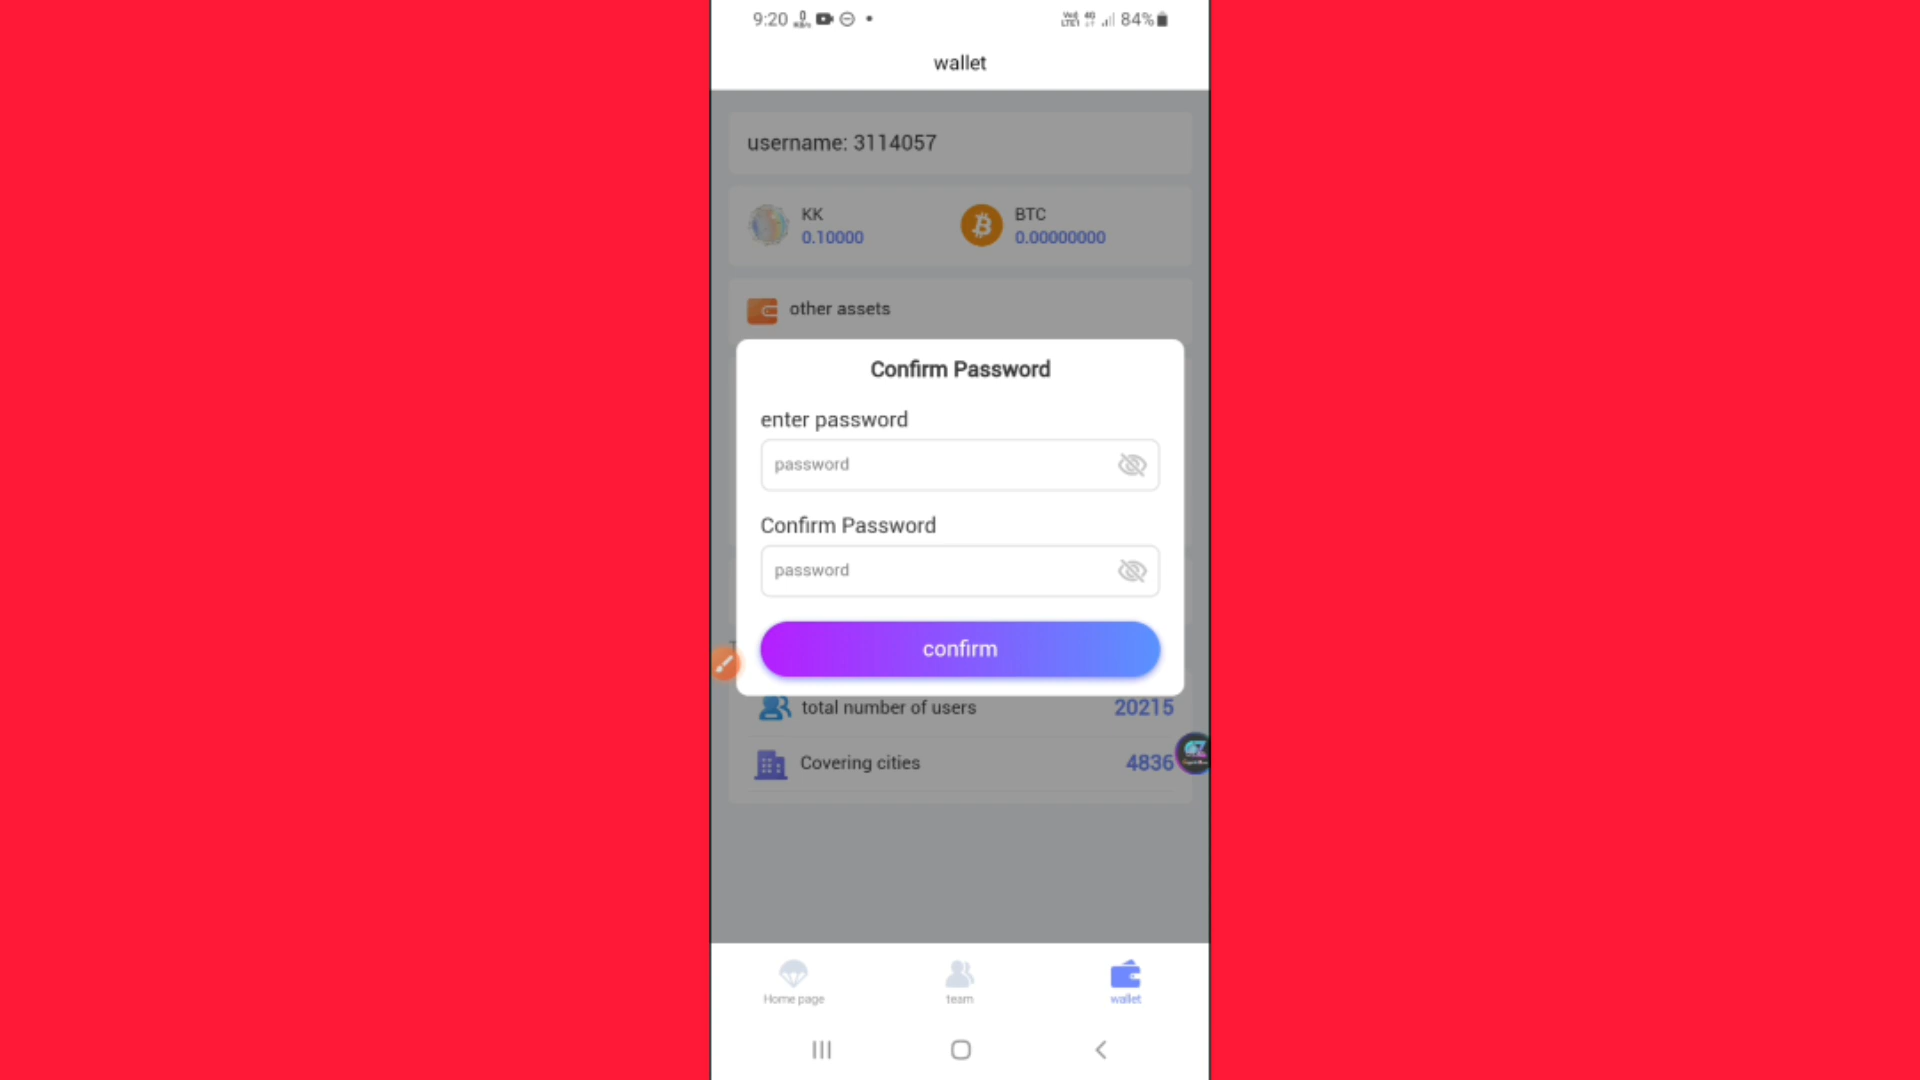 9:20
84%
wallet
username: 3114057
KK
0.10000
BTC
0.00000000
other assets
Confirm Password
enter password
password
Confirm Password
password
confirm
total number of users
20215
Covering cities
4836
Home page
team
wallet